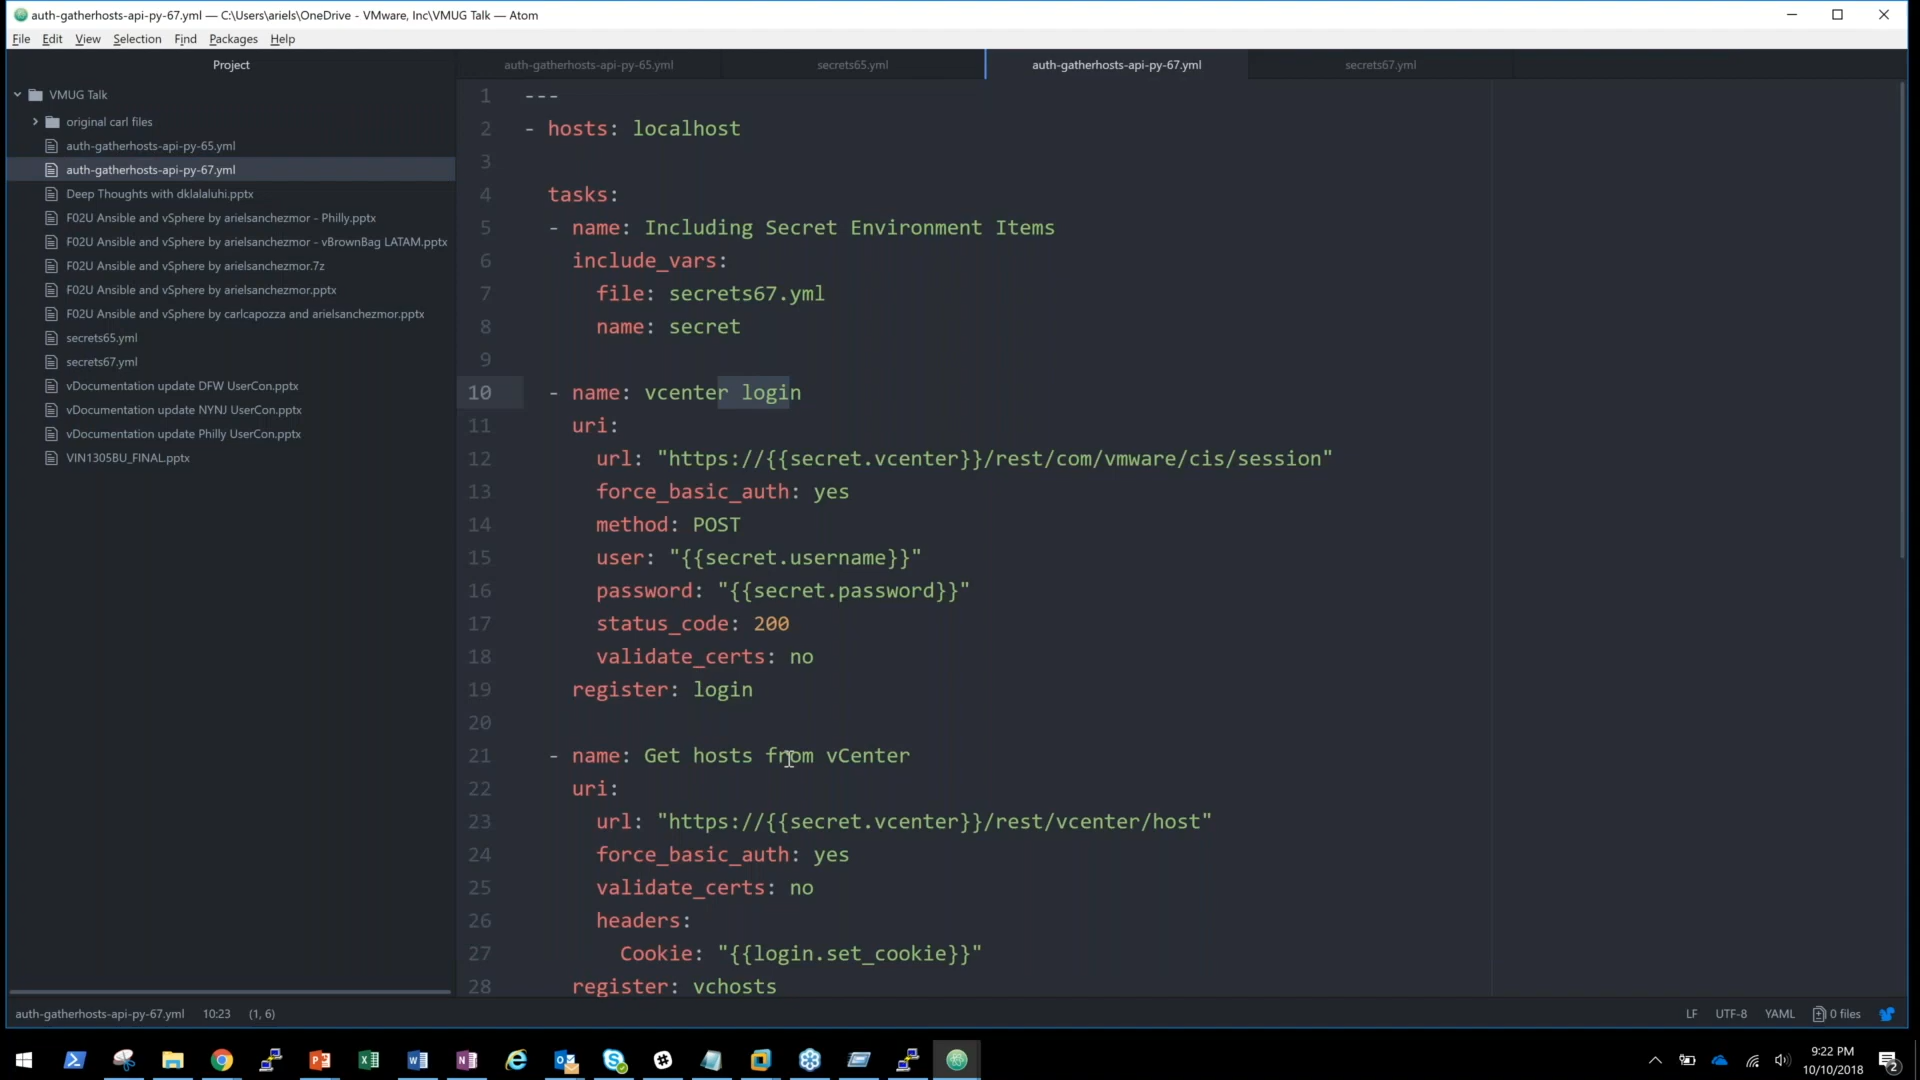 auth-gatherhosts-api-py-67.yml — C:\Users\ariels\OneDrive - VMware, Inc\VMUG Talk — Atom
File Edit View Selection Find Packages Help
Project
VMUG Talk
original carl files
auth-gatherhosts-api-py-65.yml
auth-gatherhosts-api-py-67.yml
Deep Thoughts with dklalaluhi.pptx
F02U Ansible and vSphere by arielsanchezmor - Philly.pptx
F02U Ansible and vSphere by arielsanchezmor - vBrownBag LATAM.pptx
F02U Ansible and vSphere by arielsanchezmor.7z
F02U Ansible and vSphere by arielsanchezmor.pptx
F02U Ansible and vSphere by carlcapozza and arielsanchezmor.pptx
secrets65.yml
secrets67.yml
vDocumentation update DFW UserCon.pptx
vDocumentation update NYNJ UserCon.pptx
vDocumentation update Philly UserCon.pptx
VIN1305BU_FINAL.pptx
auth-gatherhosts-api-py-65.yml secrets65.yml auth-gatherhosts-api-py-67.yml secrets67.yml
1 ---
2 - hosts: localhost
3
4 tasks:
5 - name: Including Secret Environment Items
6 include_vars:
7 file: secrets67.yml
8 name: secret
9
10 - name: vcenter login
11 uri:
12 url: "https://{{secret.vcenter}}/rest/com/vmware/cis/session"
13 force_basic_auth: yes
14 method: POST
15 user: "{{secret.username}}"
16 password: "{{secret.password}}"
17 status_code: 200
18 validate_certs: no
19 register: login
20
21 - name: Get hosts from vCenter
22 uri:
23 url: "https://{{secret.vcenter}}/rest/vcenter/host"
24 force_basic_auth: yes
25 validate_certs: no
26 headers:
27 Cookie: "{{login.set_cookie}}"
28 register: vchosts
auth-gatherhosts-api-py-67.yml 10:23 (1, 6) LF UTF-8 YAML 0 files
9:22 PM
10/10/2018
2